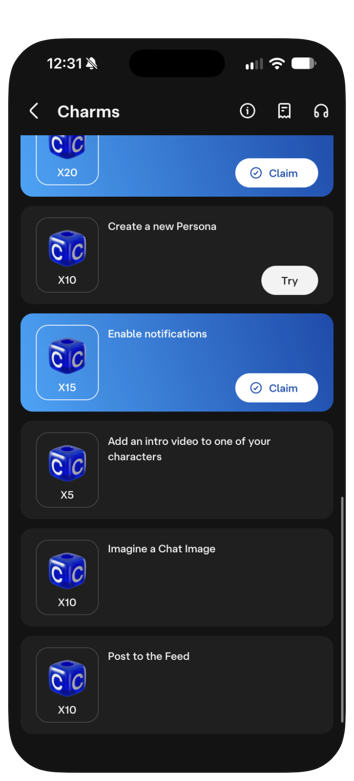 12:31
Charms
X20
Claim
Create a new Persona
X10
Try
Enable notifications
X15
Claim
Add an intro video to one of your
characters
X5
Imagine a Chat Image
X10
Post to the Feed
X10